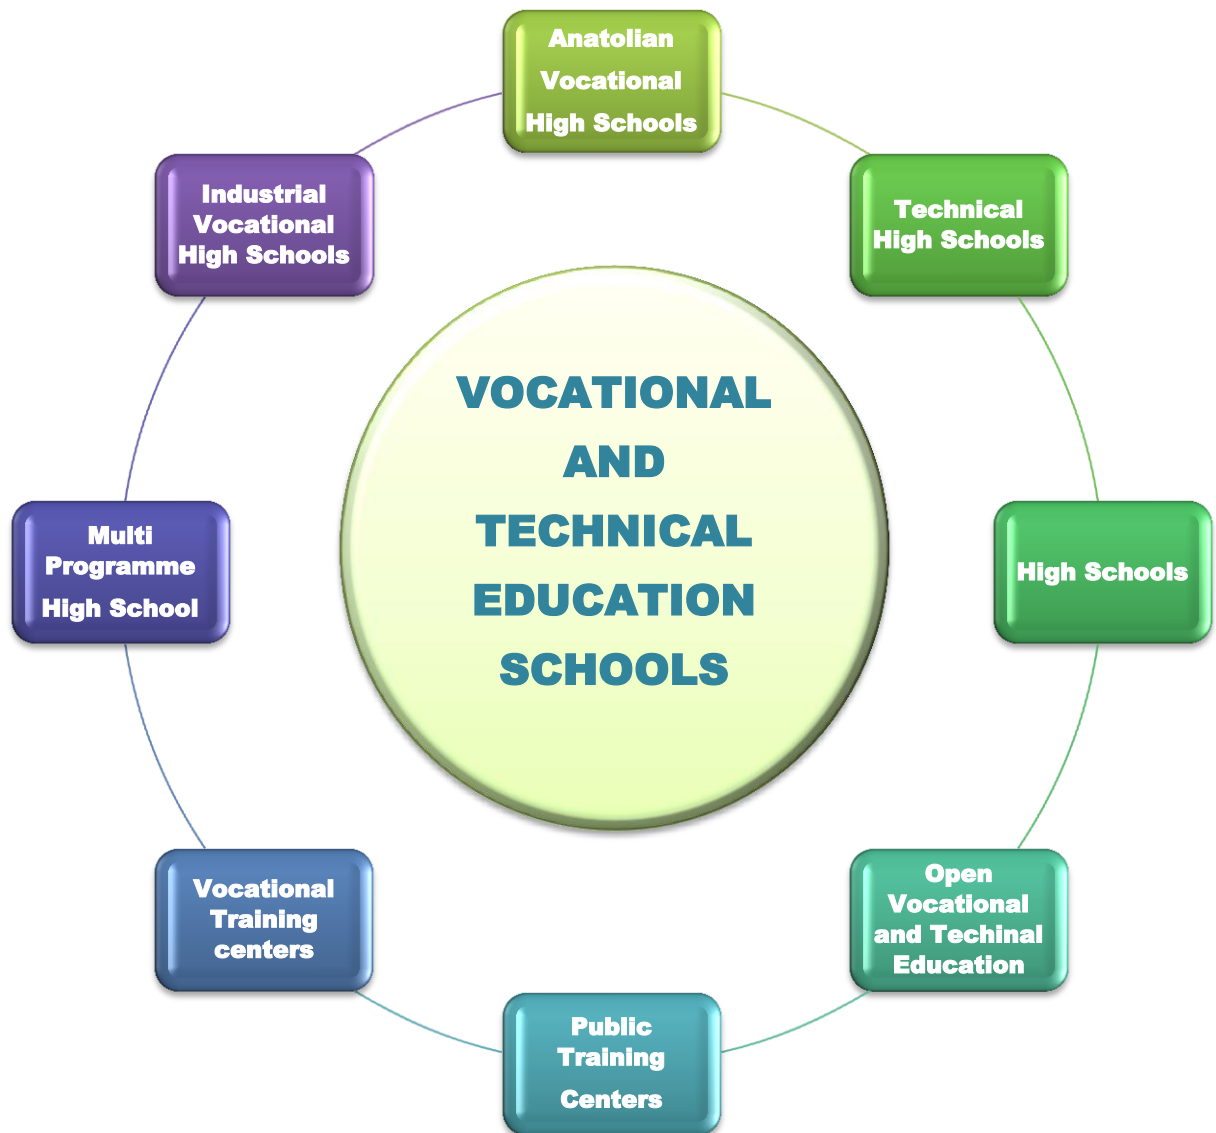 Anatolian
Vocational
High Schools
Technical
High Schools
High Schools
Open
Vocational
and Techinal
Education
Public
Training
Centers
Vocational
Training
centers
Multi
Programme
High School
Industrial
Vocational
High Schools
VOCATIONAL
AND
TECHNICAL
EDUCATION
SCHOOLS